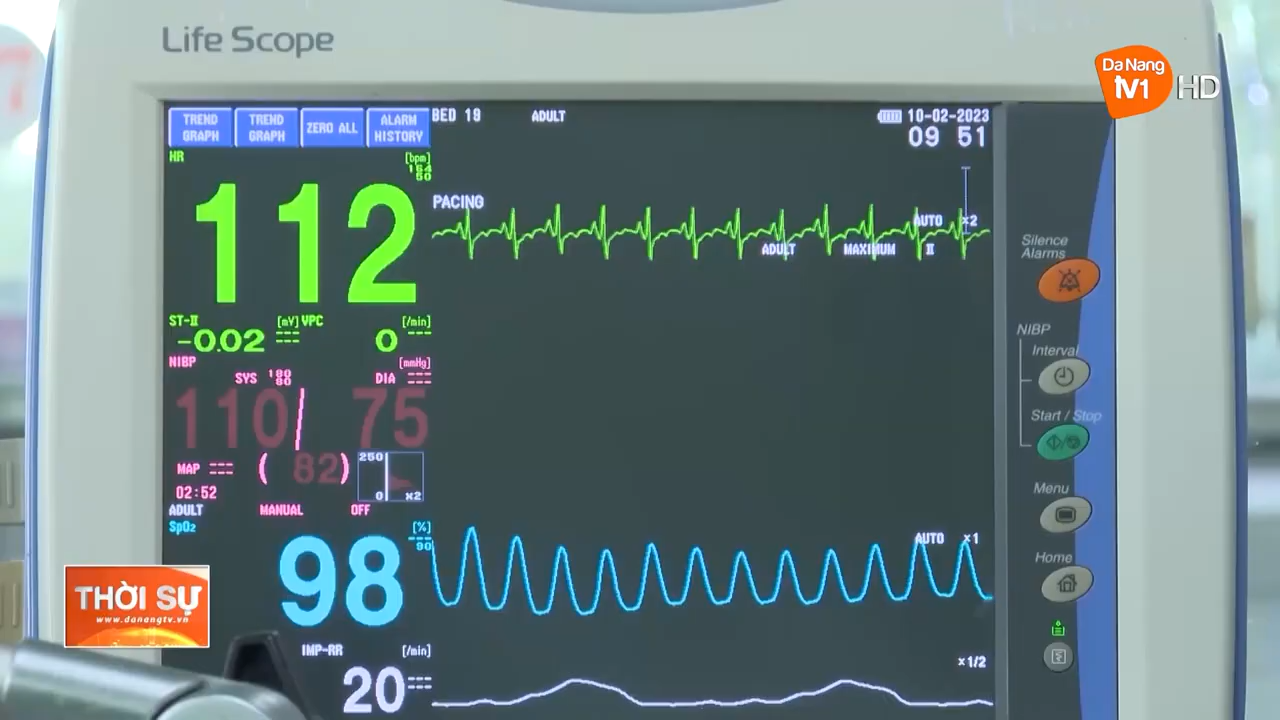 Life Scope
Da Nang
TV1 HD
TREND GRAPH
TREND GRAPH
ZERO ALL
ALARM HISTORY
BED 19
ADULT
10-02-2023
09 51
HR
[bpm]
50
112
PACING
AUTO
×2
ADULT
MAXIMUM
II
ST-II
[mV]
VPC
[/min]
-0.02
0
NIBP
[mmHg]
SYS
180
80
DIA
110/
75
MAP
(82)
250
0
×2
02:52
ADULT
MANUAL
OFF
SpO2
[%]
90
98
AUTO
×1
IMP-RR
[/min]
20
×1/2
Silence
Alarms
NIBP
Interval
Start / Stop
Menu
Home
THỜI SỰ
www.danangtv.vn